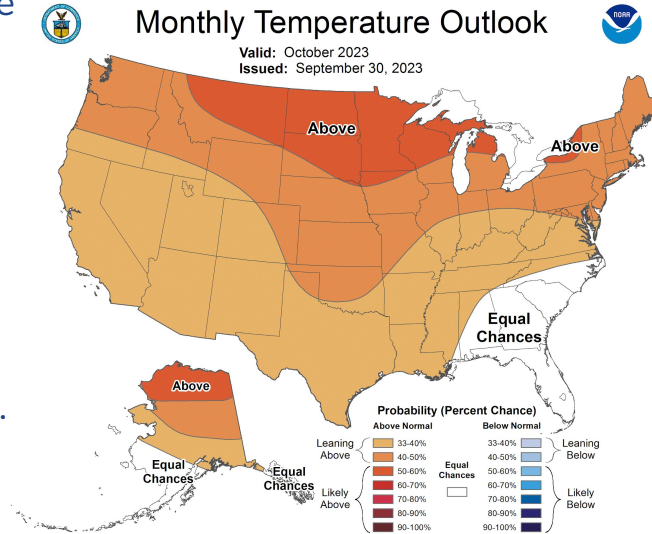 e
Monthly Temperature Outlook
NOAA
Valid: October 2023
Issued: September 30, 2023
Above
Above
Equal
Chances
Above
Equal
Chances
Equal
Chances
.
Probability (Percent Chance)
Above Normal
Below Normal
Leaning
Above
33-40%
40-50%
Likely
Above
50-60%
60-70%
70-80%
80-90%
90-100%
Equal
Chances
33-40%
40-50%
Leaning
Below
50-60%
60-70%
70-80%
80-90%
90-100%
Likely
Below